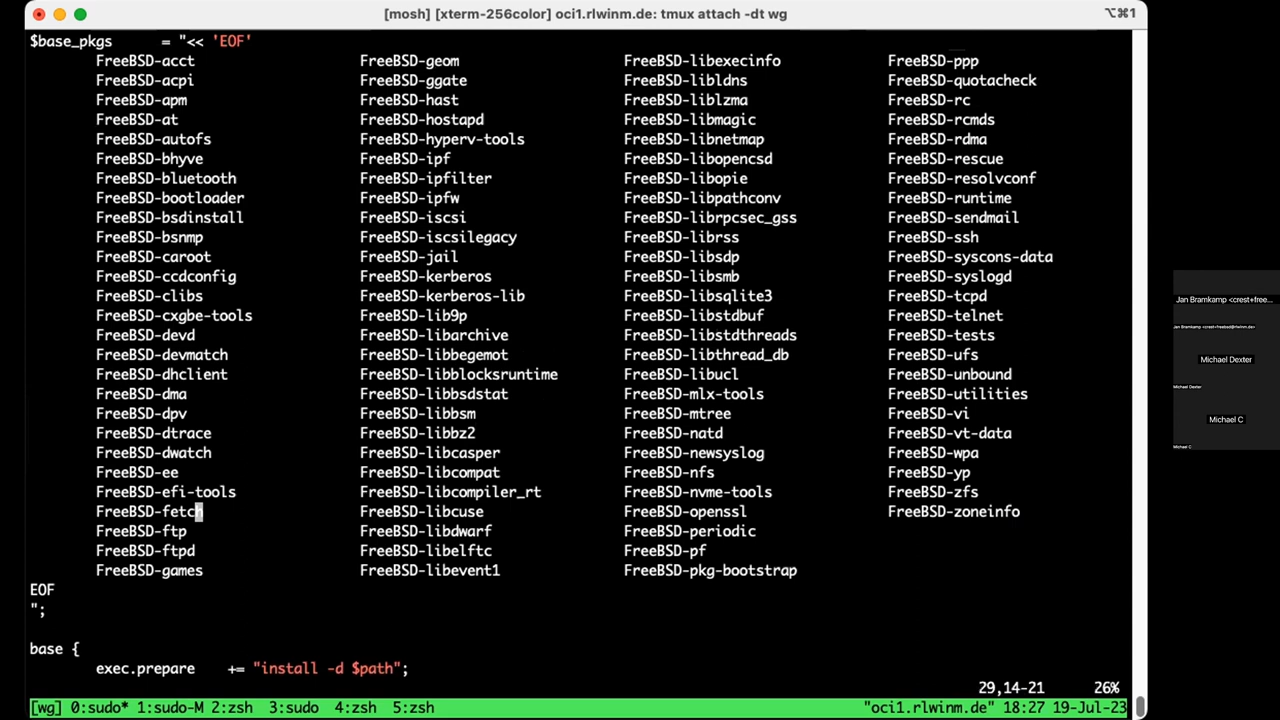 [mosh] [xterm-256color] oci1.rlwinm.de: tmux attach -dt wg ⌥⌘1
$base_pkgs = "<< 'EOF'
FreeBSD-acct FreeBSD-geom FreeBSD-libexecinfo FreeBSD-ppp
FreeBSD-acpi FreeBSD-ggate FreeBSD-libldns FreeBSD-quotacheck
FreeBSD-apm FreeBSD-hast FreeBSD-liblzma FreeBSD-rc
FreeBSD-at FreeBSD-hostapd FreeBSD-libmagic FreeBSD-rcmds
FreeBSD-autofs FreeBSD-hyperv-tools FreeBSD-libnetmap FreeBSD-rdma
FreeBSD-bhyve FreeBSD-ipf FreeBSD-libopencsd FreeBSD-rescue
FreeBSD-bluetooth FreeBSD-ipfilter FreeBSD-libopie FreeBSD-resolvconf
FreeBSD-bootloader FreeBSD-ipfw FreeBSD-libpathconv FreeBSD-runtime
FreeBSD-bsdinstall FreeBSD-iscsi FreeBSD-librpcsec_gss FreeBSD-sendmail
FreeBSD-bsnmp FreeBSD-iscsilegacy FreeBSD-librss FreeBSD-ssh
FreeBSD-caroot FreeBSD-jail FreeBSD-libsdp FreeBSD-syscons-data
FreeBSD-ccdconfig FreeBSD-kerberos FreeBSD-libsmb FreeBSD-syslogd
FreeBSD-clibs FreeBSD-kerberos-lib FreeBSD-libsqlite3 FreeBSD-tcpd
FreeBSD-cxgbe-tools FreeBSD-lib9p FreeBSD-libstdbuf FreeBSD-telnet
FreeBSD-devd FreeBSD-libarchive FreeBSD-libstdthreads FreeBSD-tests
FreeBSD-devmatch FreeBSD-libbegemot FreeBSD-libthread_db FreeBSD-ufs
FreeBSD-dhclient FreeBSD-libblocksruntime FreeBSD-libucl FreeBSD-unbound
FreeBSD-dma FreeBSD-libbsdstat FreeBSD-mlx-tools FreeBSD-utilities
FreeBSD-dpv FreeBSD-libbsm FreeBSD-mtree FreeBSD-vi
FreeBSD-dtrace FreeBSD-libbz2 FreeBSD-natd FreeBSD-vt-data
FreeBSD-dwatch FreeBSD-libcasper FreeBSD-newsyslog FreeBSD-wpa
FreeBSD-ee FreeBSD-libcompat FreeBSD-nfs FreeBSD-yp
FreeBSD-efi-tools FreeBSD-libcompiler_rt FreeBSD-nvme-tools FreeBSD-zfs
FreeBSD-fetch FreeBSD-libcuse FreeBSD-openssl FreeBSD-zoneinfo
FreeBSD-ftp FreeBSD-libdwarf FreeBSD-periodic
FreeBSD-ftpd FreeBSD-libelftc FreeBSD-pf
FreeBSD-games FreeBSD-libevent1 FreeBSD-pkg-bootstrap
EOF
";
base {
exec.prepare += "install -d $path";
29,14-21 26%
[wg] 0:sudo* 1:sudo-M 2:zsh 3:sudo 4:zsh 5:zsh "oci1.rlwinm.de" 18:27 19-Jul-23
Jan Bramkamp <crest+free...
Jan Bramkamp <crest+freebsd@rlwinm.de>
Michael Dexter
Michael Dexter
Michael C
Michael C